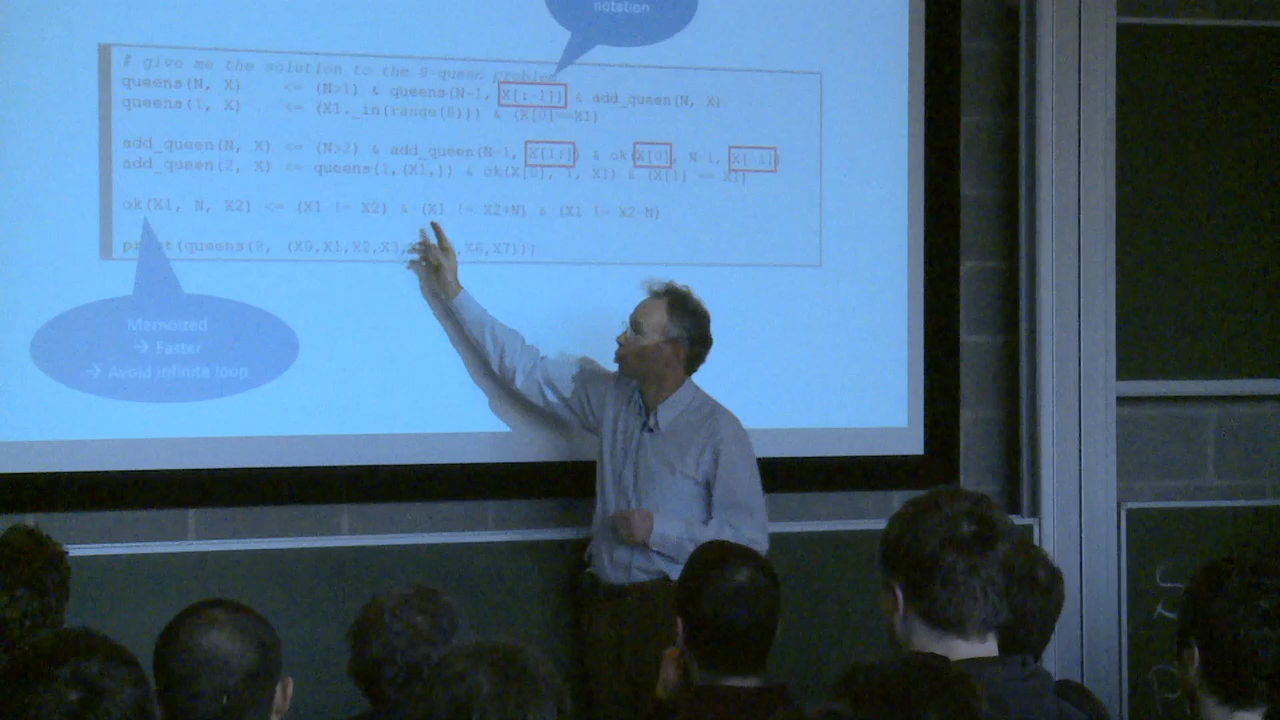 notation
# give me the solution to the 8-queen problem
queens(N, X) <= (N>1) & queens(N-1, X[:-1]) & add_queen(N, X)
queens(1, X) <= (X1._in(range(8))) & (X[0]==X1)
add_queen(N, X) <= (N>2) & add_queen(N-1, X[1:]) & ok(X[0], N-1, X[-1])
add_queen(2, X) <= queens(1,(X1,)) & ok(X[0], 1, X1) & (X[1] == X1)
ok(X1, N, X2) <= (X1 != X2) & (X1 != X2+N) & (X1 != X2-N)
print(queens(8, (X0,X1,X2,X3, X6,X7)))
Memoized
→ Faster
→ Avoid infinite loop